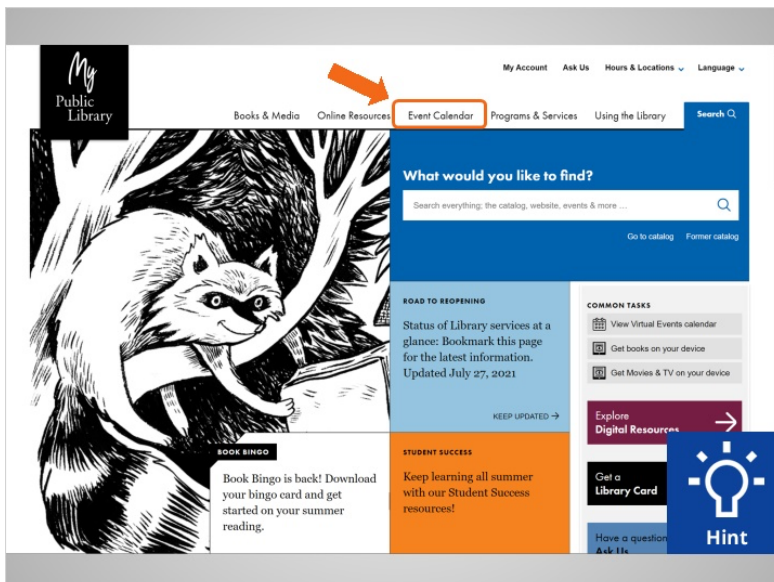 My
Public
Library
My Account Ask Us Hours & Locations Language
Books & Media Online Resources Event Calendar Programs & Services Using the Library Search
What would you like to find?
Search everything; the catalog, website, events & more ...
Go to catalog Former catalog
ROAD TO REOPENING
Status of Library services at a
glance: Bookmark this page
for the latest information.
Updated July 27, 2021
KEEP UPDATED
COMMON TASKS
View Virtual Events calendar
Get books on your device
Get Movies & TV on your device
Explore
Digital Resources
BOOK BINGO
Book Bingo is back! Download
your bingo card and get
started on your summer
reading.
STUDENT SUCCESS
Keep learning all summer
with our Student Success
resources!
Get a
Library Card
Have a question
Ask Us
Hint